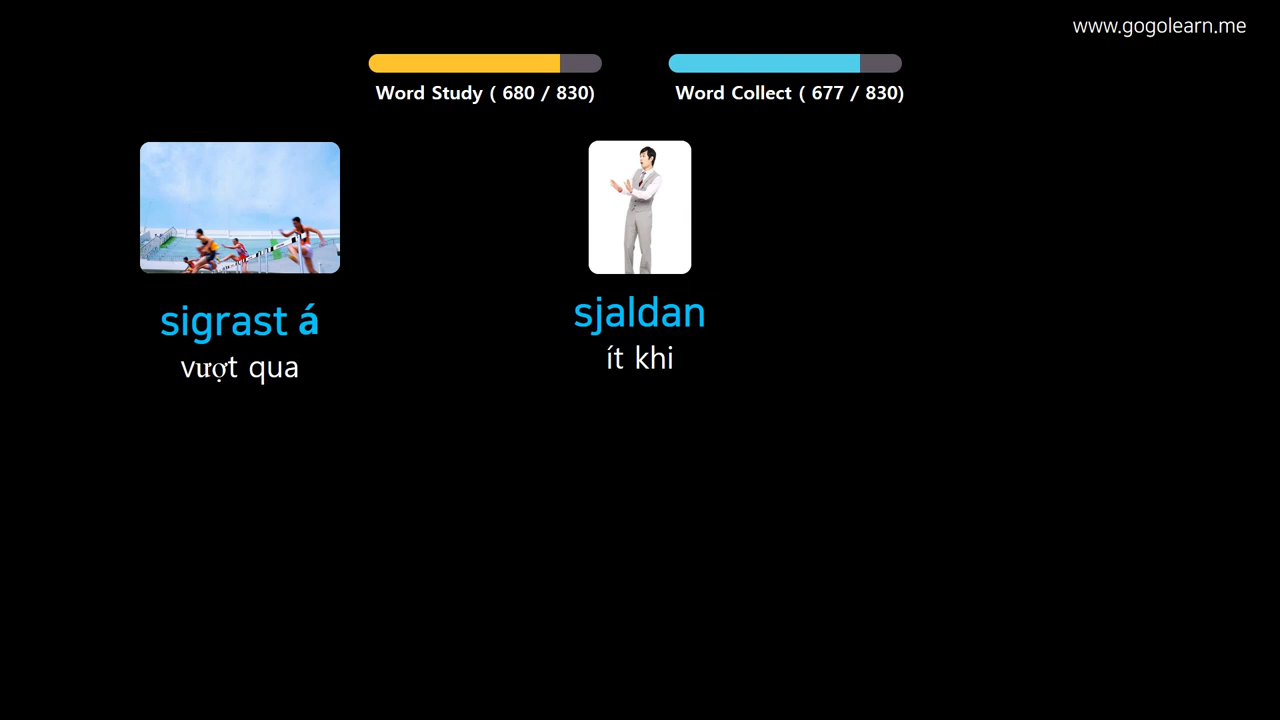 www.gogolearn.me
Word Study ( 680 / 830)
Word Collect ( 677 / 830)
sigrast á
vượt qua
sjaldan
ít khi